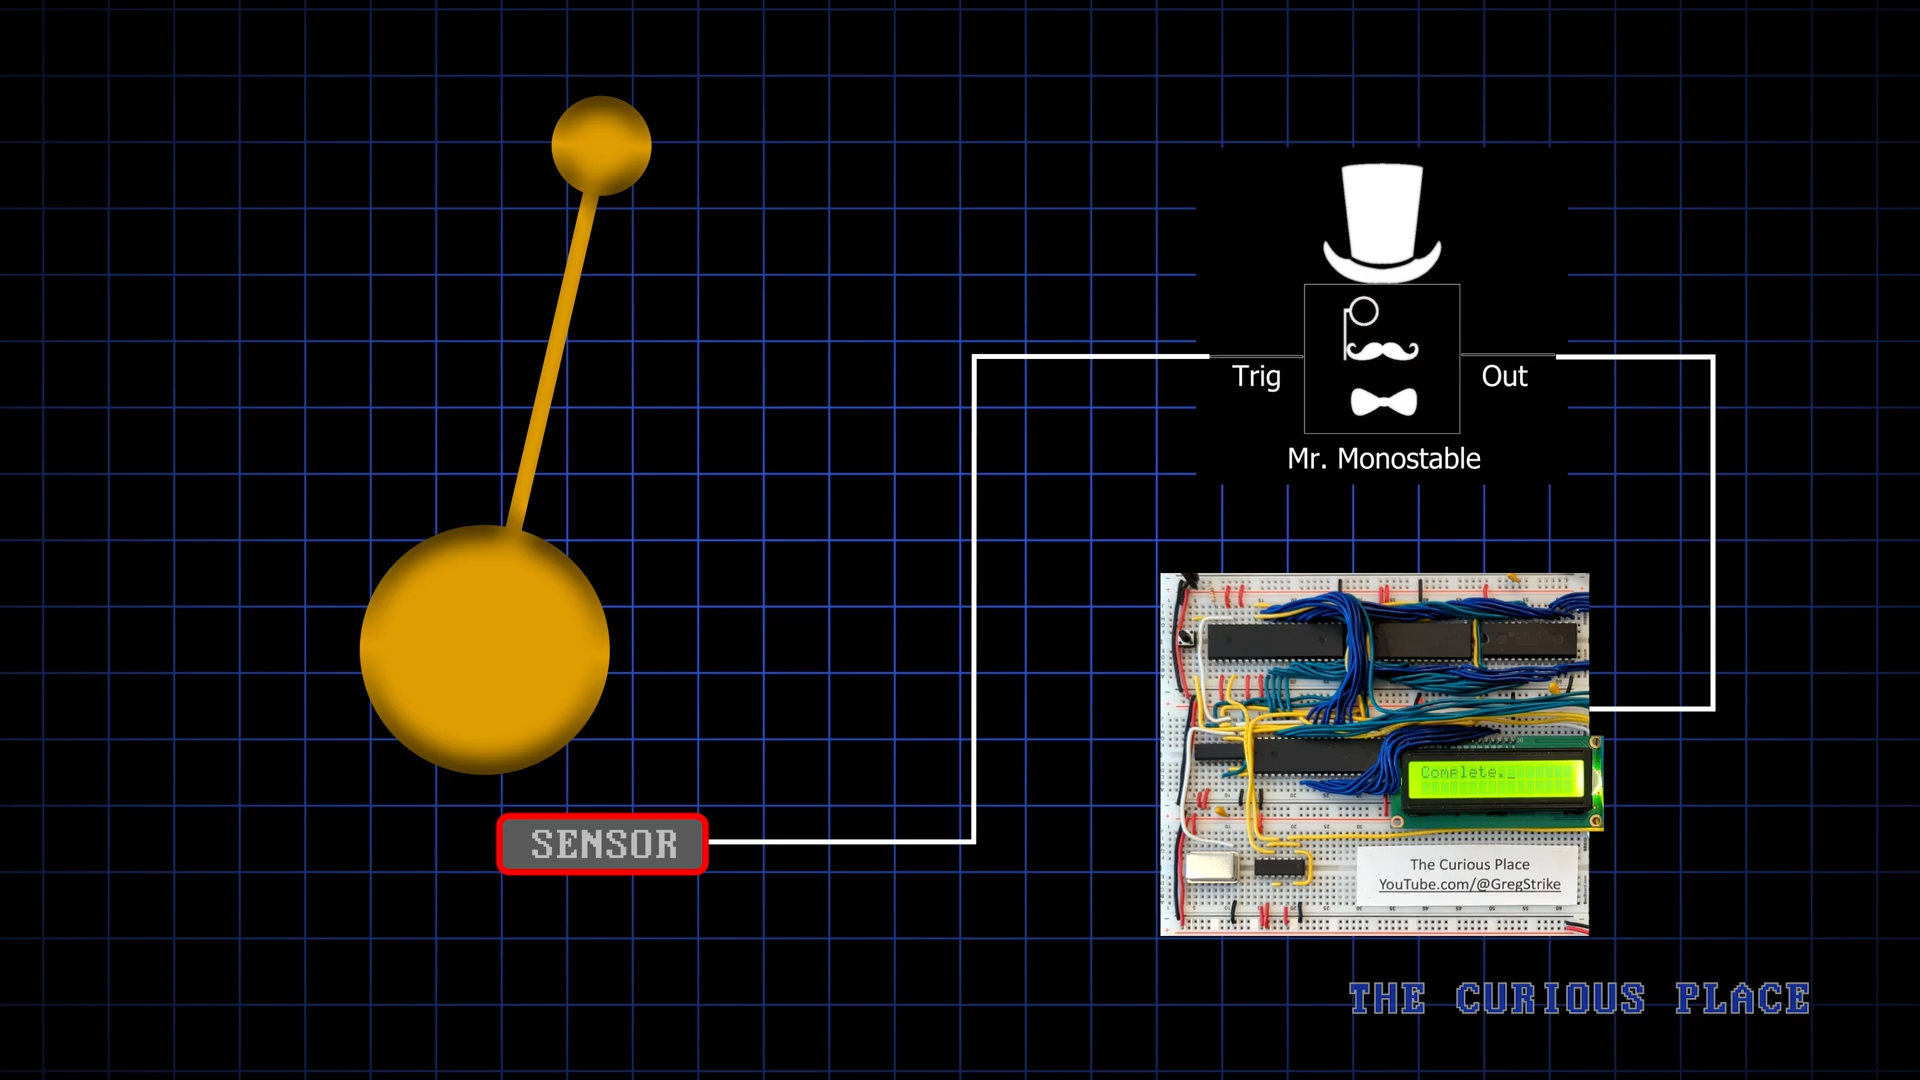 Trig
Out
Mr. Monostable
Complete._
SENSOR
The Curious Place
YouTube.com/@GregStrike
THE CURIOUS PLACE